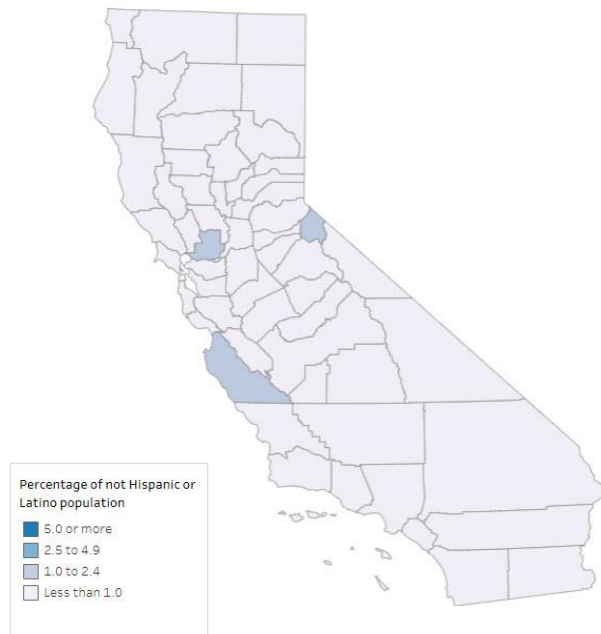 Percentage of not Hispanic or
Latino population
5.0 or more
2.5 to 4.9
1.0 to 2.4
Less than 1.0